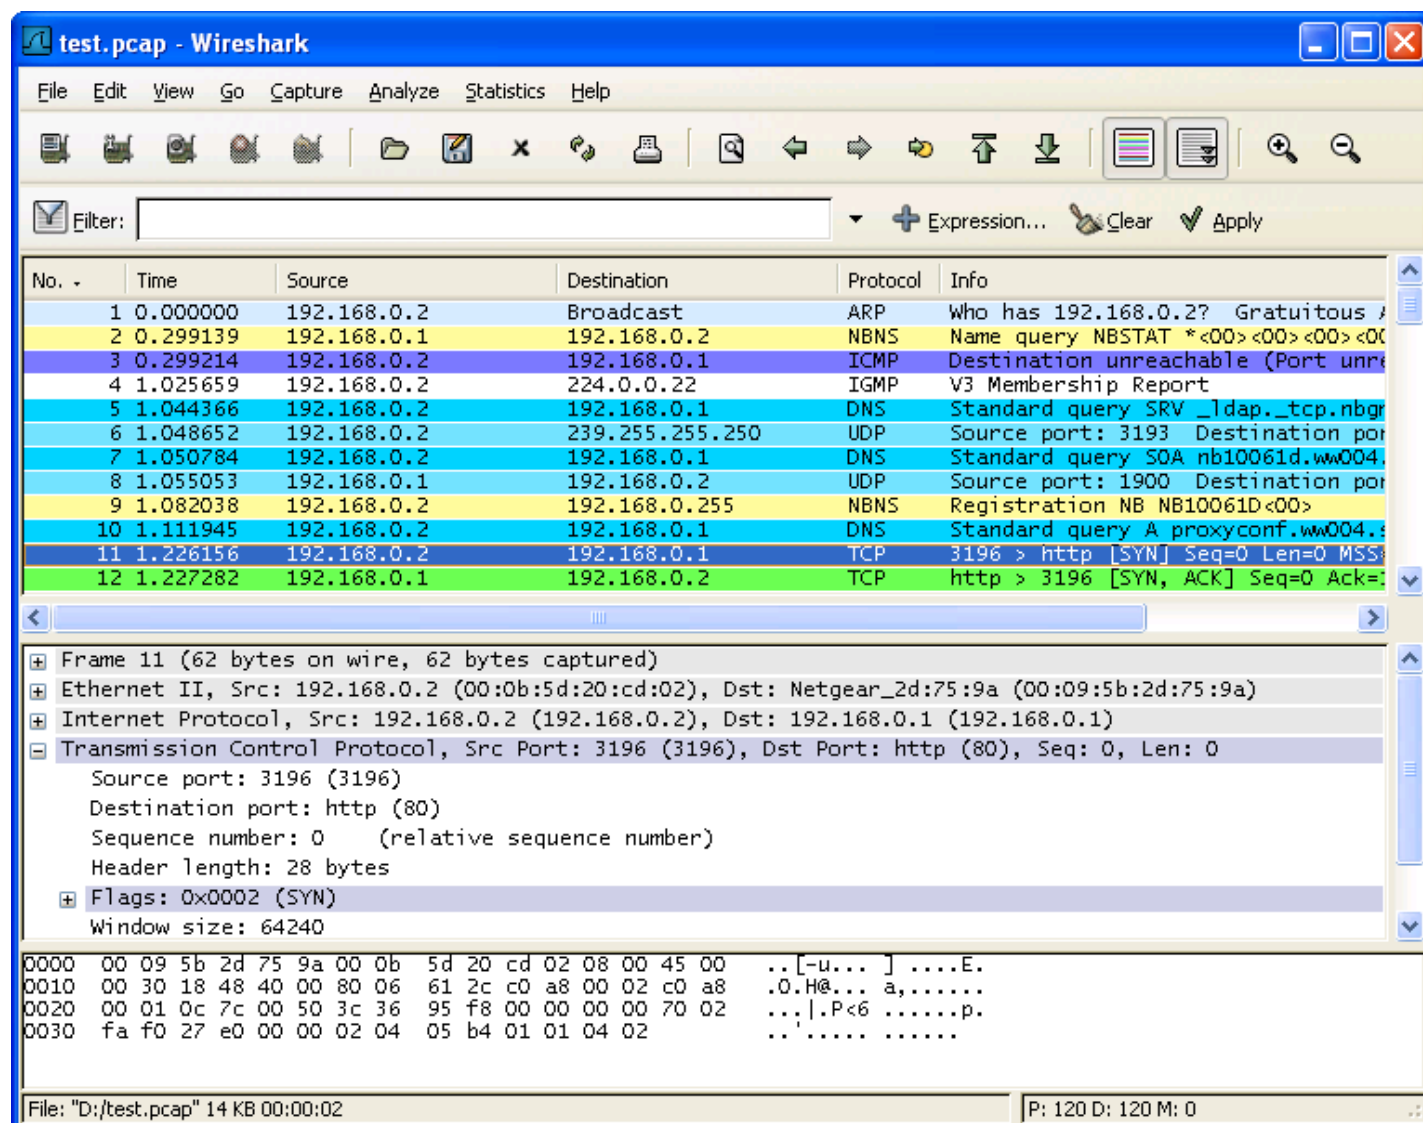 test.pcap - Wireshark
File Edit View Go Capture Analyze Statistics Help
Filter: Expression... Clear Apply
No. Time Source Destination Protocol Info
1 0.000000 192.168.0.2 Broadcast ARP Who has 192.168.0.2? Gratuitous
2 0.299139 192.168.0.1 192.168.0.2 NBNS Name query NBSTAT *<00><00><00><00
3 0.299214 192.168.0.2 192.168.0.1 ICMP Destination unreachable (Port unre
4 1.025659 192.168.0.2 224.0.0.22 IGMP V3 Membership Report
5 1.044366 192.168.0.2 192.168.0.1 DNS Standard query SRV _ldap._tcp.nbgr
6 1.048652 192.168.0.2 239.255.255.250 UDP Source port: 3193 Destination por
7 1.050784 192.168.0.2 192.168.0.1 DNS Standard query SOA nb10061d.ww004.
8 1.055053 192.168.0.1 192.168.0.2 UDP Source port: 1900 Destination por
9 1.082038 192.168.0.2 192.168.0.255 NBNS Registration NB NB10061D<00>
10 1.111945 192.168.0.2 192.168.0.1 DNS Standard query A proxyconf.ww004.s
11 1.226156 192.168.0.2 192.168.0.1 TCP 3196 > http [SYN] Seq=0 Len=0 MSS
12 1.227282 192.168.0.1 192.168.0.2 TCP http > 3196 [SYN, ACK] Seq=0 Ack=1
Frame 11 (62 bytes on wire, 62 bytes captured)
Ethernet II, Src: 192.168.0.2 (00:0b:5d:20:cd:02), Dst: Netgear_2d:75:9a (00:09:5b:2d:75:9a)
Internet Protocol, Src: 192.168.0.2 (192.168.0.2), Dst: 192.168.0.1 (192.168.0.1)
Transmission Control Protocol, Src Port: 3196 (3196), Dst Port: http (80), Seq: 0, Len: 0
Source port: 3196 (3196)
Destination port: http (80)
Sequence number: 0 (relative sequence number)
Header length: 28 bytes
Flags: 0x0002 (SYN)
Window size: 64240
0000 00 09 5b 2d 75 9a 00 0b 5d 20 cd 02 08 00 45 00 ..[-u... ] ....E.
0010 00 30 18 48 40 00 80 06 61 2c c0 a8 00 02 c0 a8 .0.H@... a,......
0020 00 01 0c 7c 00 50 3c 36 95 f8 00 00 00 00 70 02 ...|.P<6 ......p.
0030 fa f0 27 e0 00 00 02 04 05 b4 01 01 04 02 ..'..... ......
File: "D:/test.pcap" 14 KB 00:00:02 P: 120 D: 120 M: 0